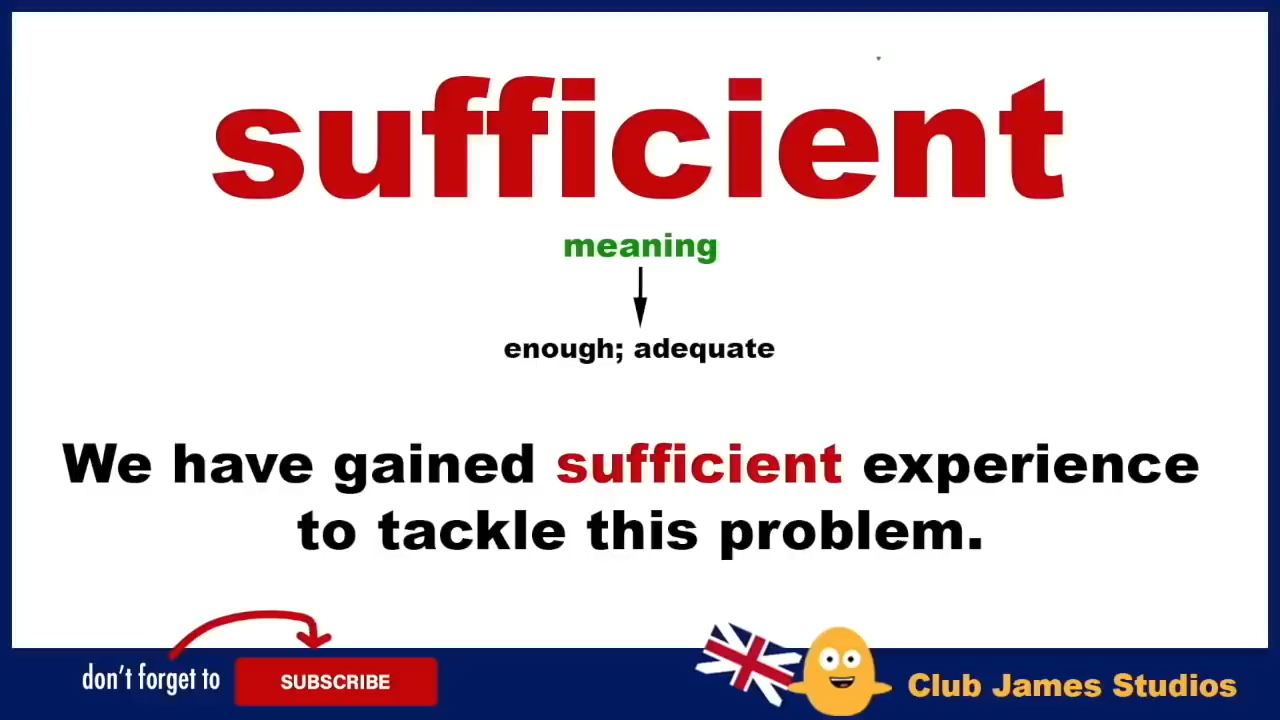 sufficient
meaning
enough; adequate
We have gained sufficient experience
to tackle this problem.
don't forget to
SUBSCRIBE
Club James Studios